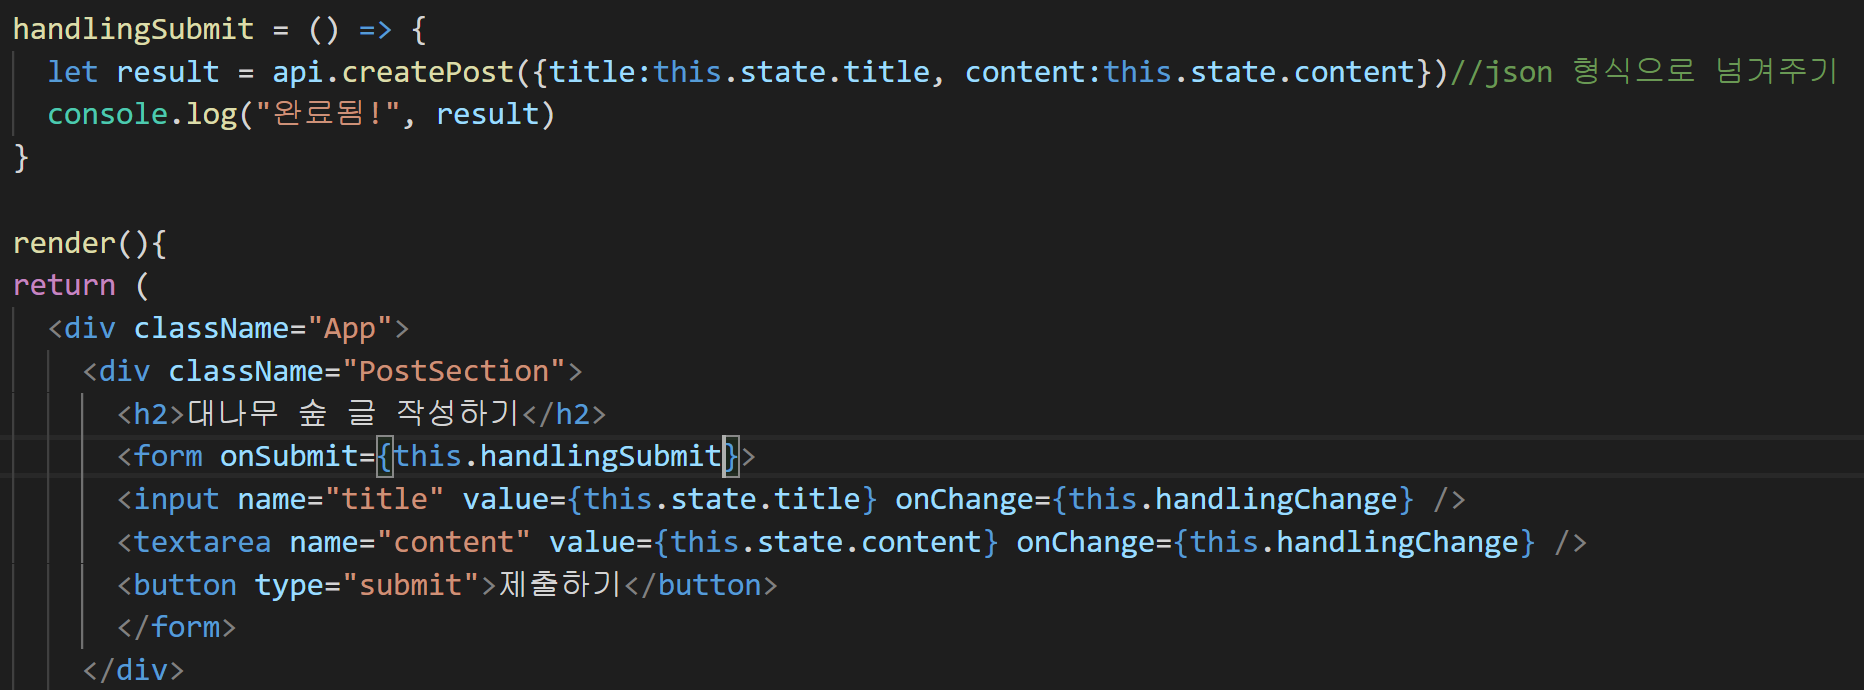 handlingSubmit = () => {
let result = api.createPost({title:this.state.title, content:this.state.content})//json 형식으로 넘겨주기
console.log("완료됨!", result)
}
render(){
return (
<div className="App">
<div className="PostSection">
<h2>대나무 숲 글 작성하기</h2>
<form onSubmit={this.handlingSubmit}>
<input name="title" value={this.state.title} onChange={this.handlingChange} />
<textarea name="content" value={this.state.content} onChange={this.handlingChange} />
<button type="submit">제출하기</button>
</form>
</div>